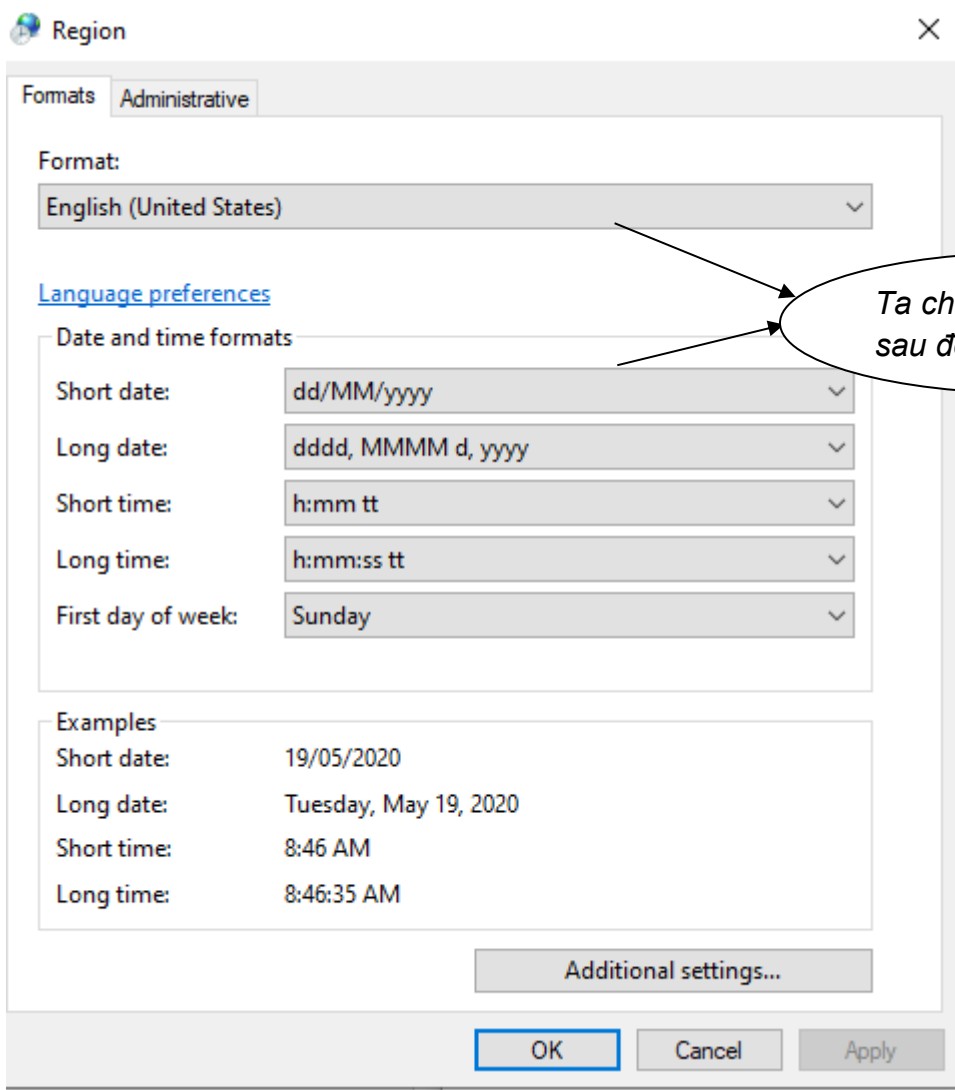 Region
Formats Administrative
Format:
English (United States)
Language preferences
Date and time formats
Short date: dd/MM/yyyy
Long date: dddd, MMMM d, yyyy
Short time: h:mm tt
Long time: h:mm:ss tt
First day of week: Sunday
Ta ch
sau
Examples
Short date: 19/05/2020
Long date: Tuesday, May 19, 2020
Short time: 8:46 AM
Long time: 8:46:35 AM
Additional settings...
OK Cancel Apply